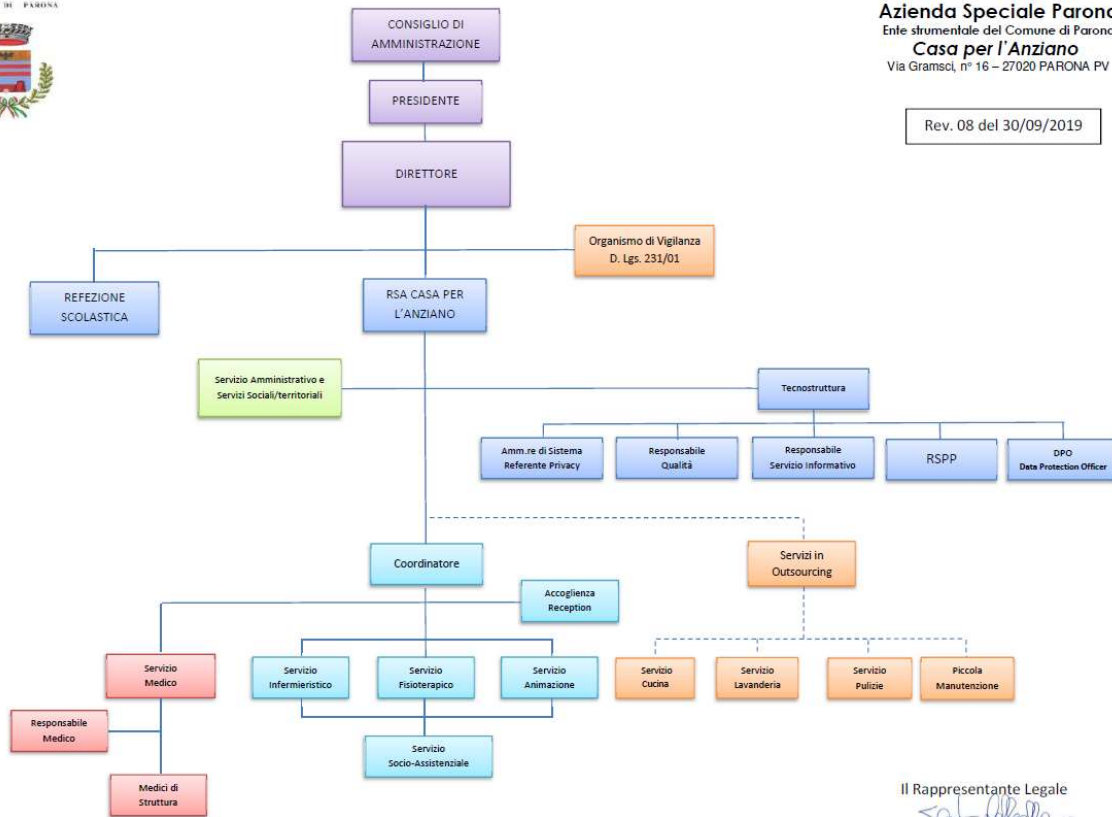 DI PARONA
Azienda Speciale Parona
Ente strumentale del Comune di Parona
Casa per l'Anziano
Via Gramsci, n° 16 – 27020 PARONA PV
Rev. 08 del 30/09/2019
CONSIGLIO DI
AMMINISTRAZIONE
PRESIDENTE
DIRETTORE
Organismo di Vigilanza
D. Lgs. 231/01
REFEZIONE
SCOLASTICA
RSA CASA PER
L'ANZIANO
Servizio Amministrativo e
Servizi Sociali/territoriali
Tecnostruttura
Amm.re di Sistema
Referente Privacy
Responsabile
Qualità
Responsabile
Servizio Informativo
RSPP
DPO
Data Protection Officer
Coordinatore
Servizi in
Outsourcing
Accoglienza
Reception
Servizio
Medico
Servizio
Infermieristico
Servizio
Fisioterapico
Servizio
Animazione
Servizio
Cucina
Servizio
Lavanderia
Servizio
Pulizie
Piccola
Manutenzione
Responsabile
Medico
Servizio
Socio-Assistenziale
Medici di
Struttura
Il Rappresentante Legale